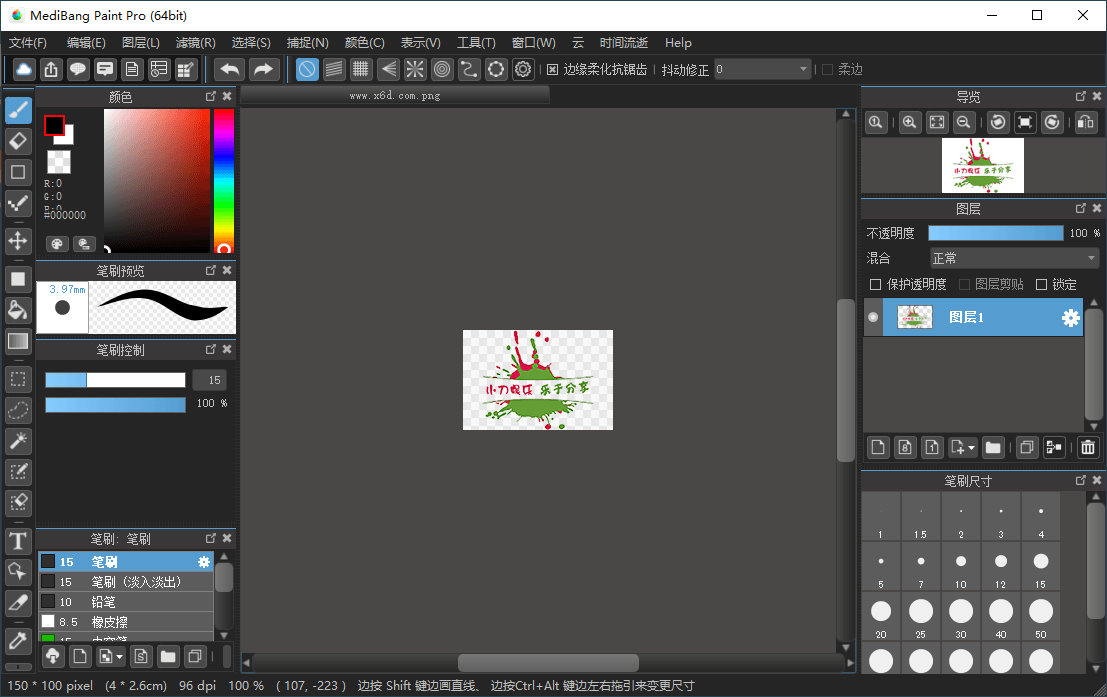 MediBang Paint Pro (64bit)
文件(F) 编辑(E) 图层(L) 滤镜(R) 选择(S) 捕捉(N) 颜色(C) 表示(V) 工具(T) 窗口(W) 云 时间流逝 Help
边缘柔化抗锯齿 抖动修正 0 柔边
颜色
www.x6d.com.png
导览
R:0
G:0
B:0
#000000
小刀娱乐 乐于分享
图层
不透明度 100 %
混合 正常
保护透明度 图层剪贴 锁定
图层1
笔刷预览
3.97mm
笔刷控制
15
100 %
小刀娱乐 乐于分享
笔刷: 笔刷
15 笔刷
15 笔刷 (淡入淡出)
10 铅笔
8.5 橡皮擦
笔刷尺寸
1 1.5 2 3 4
5 7 10 12 15
20 25 30 40 50
150 * 100 pixel (4 * 2.6cm) 96 dpi 100 % ( 107, -223 ) 边按 Shift 键边画直线、 边按Ctrl+Alt 键边左右拖引来变更尺寸